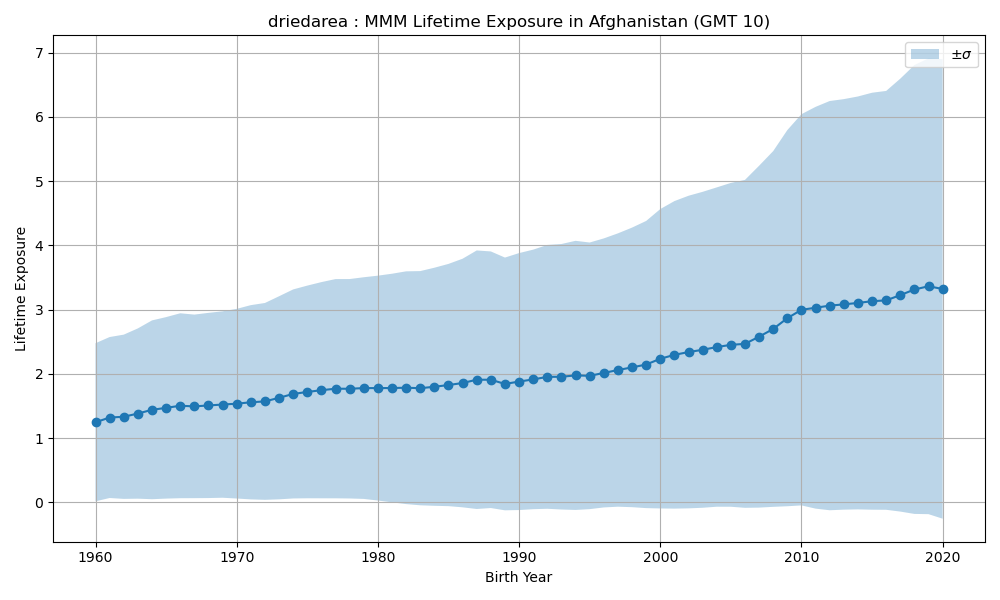 driedarea : MMM Lifetime Exposure in Afghanistan (GMT 10)
±σ
Lifetime Exposure
7
6
5
4
3
2
1
0
1960 1970 1980 1990 2000 2010 2020
Birth Year